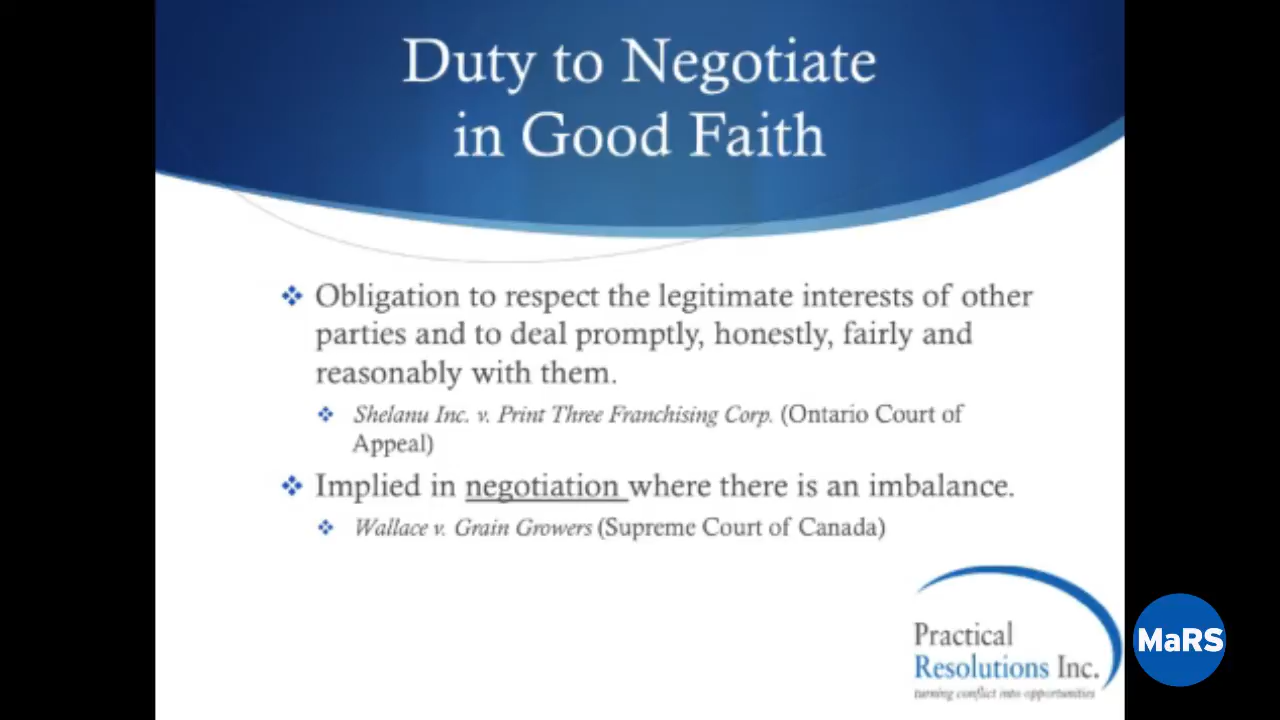 Duty to Negotiate
in Good Faith
❖ Obligation to respect the legitimate interests of other
parties and to deal promptly, honestly, fairly and
reasonably with them.
❖ Shelanu Inc. v. Print Three Franchising Corp. (Ontario Court of
Appeal)
❖ Implied in negotiation where there is an imbalance.
❖ Wallace v. Grain Growers (Supreme Court of Canada)
Practical
Resolutions Inc.
turning conflict into opportunities
MaRS